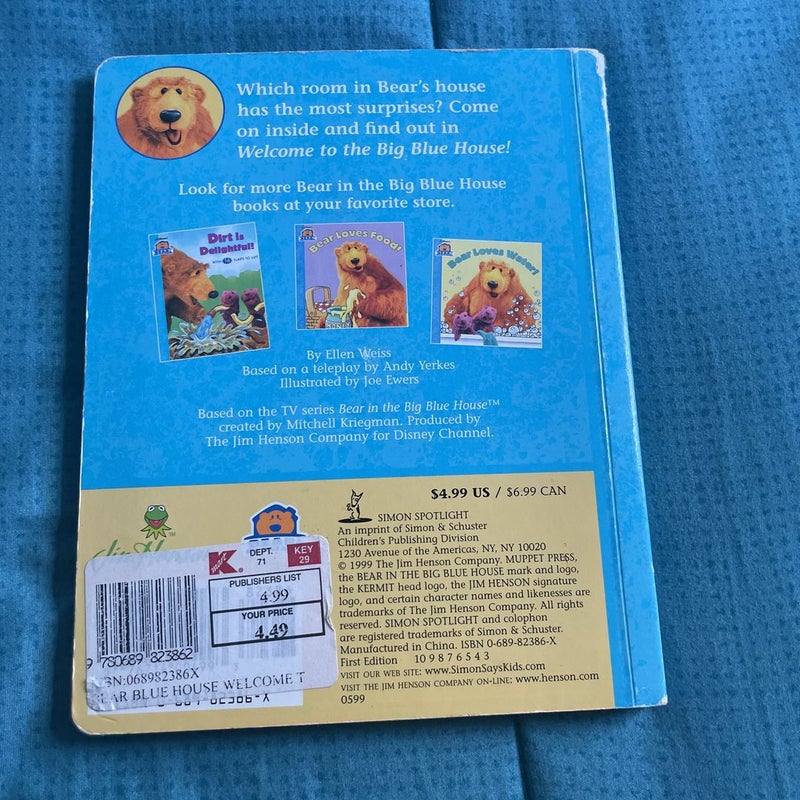 Which room in Bear's house
has the most surprises? Come
on inside and find out in
Welcome to the Big Blue House!
Look for more Bear in the Big Blue House
books at your favorite store.
Dirt Is
Delightful!
Bear Loves Food!
Bear Loves Water!
By Ellen Weiss
Based on a teleplay by Andy Yerkes
Illustrated by Joe Ewers
Based on the TV series Bear in the Big Blue House™
created by Mitchell Kriegman. Produced by
The Jim Henson Company for Disney Channel.
$4.99 US / $6.99 CAN
SIMON SPOTLIGHT
An imprint of Simon & Schuster
Children's Publishing Division
1230 Avenue of the Americas, NY, NY 10020
© 1999 The Jim Henson Company. MUPPET PRESS,
the BEAR IN THE BIG BLUE HOUSE mark and logo,
the KERMIT head logo, the JIM HENSON signature
logo, and certain character names and likenesses are
trademarks of The Jim Henson Company. All rights
reserved. SIMON SPOTLIGHT and colophon
are registered trademarks of Simon & Schuster.
Manufactured in China. ISBN 0-689-82386-X
First Edition 10 9 8 7 6 5 4 3
VISIT OUR WEB SITE: www.SimonSaysKids.com
VISIT THE JIM HENSON COMPANY ON-LINE: www.henson.com
0599
TM
K mart
DEPT.
71
KEY
29
PUBLISHERS LIST
4.99
YOUR PRICE
4.49
9 780689 823862
BN:068982386X
EAR BLUE HOUSE WELCOME T